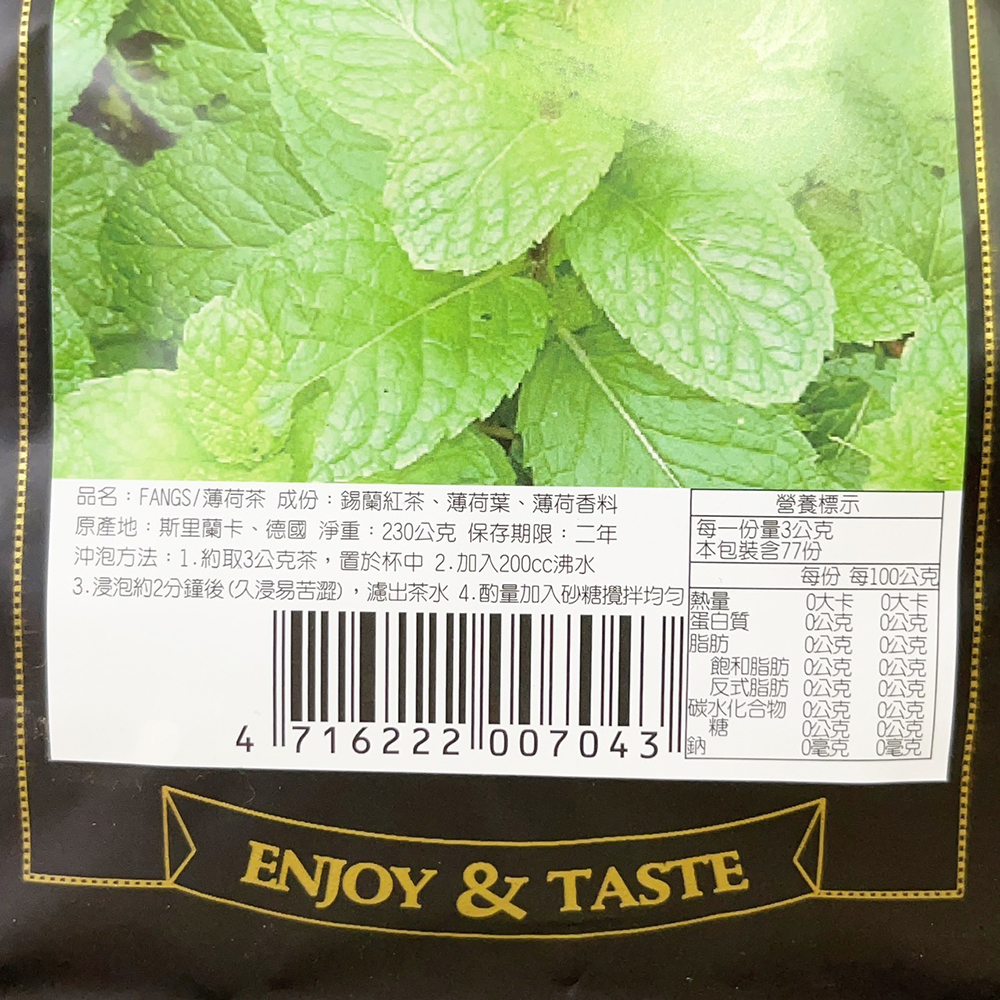 品名：FANGS/薄荷茶 成份：錫蘭紅茶、薄荷葉、薄荷香料
原產地：斯里蘭卡、德國 淨重：230公克 保存期限：二年
沖泡方法：1.約取3公克茶，置於杯中 2.加入200cc沸水
3.浸泡約2分鐘後(久浸易苦澀)，濾出茶水 4.酌量加入砂糖攪拌均勻
4 716222 007043
營養標示
每一份量3公克
本包裝含77份
每份 每100公克
熱量 0大卡 0大卡
蛋白質 0公克 0公克
脂肪 0公克 0公克
飽和脂肪 0公克 0公克
反式脂肪 0公克 0公克
碳水化合物 0公克 0公克
糖 0公克 0公克
鈉 0毫克 0毫克
ENJOY & TASTE